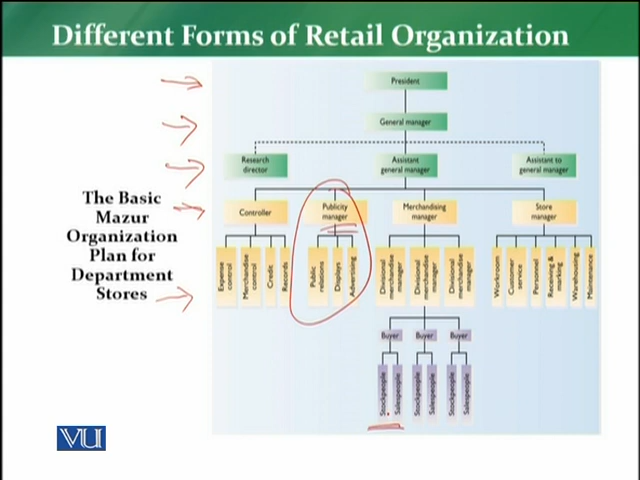 Different Forms of Retail Organization
President
General manager
Research
director
Assistant
general manager
Assistant to
general manager
The Basic
Mazur
Organization
Plan for
Department
Stores
Controller
Publicity
manager
Merchandising
manager
Store
manager
Expense
control
Merchandise
control
Credit
Records
Public
relations
Displays
Advertising
Divisional
merchandise
manager
Divisional
merchandise
manager
Divisional
merchandise
manager
Workroom
Customer
service
Personnel
Receiving &
marking
Warehousing
Maintenance
Buyer
Buyer
Buyer
Stockpeople
Salespeople
Stockpeople
Salespeople
Stockpeople
Salespeople
VU